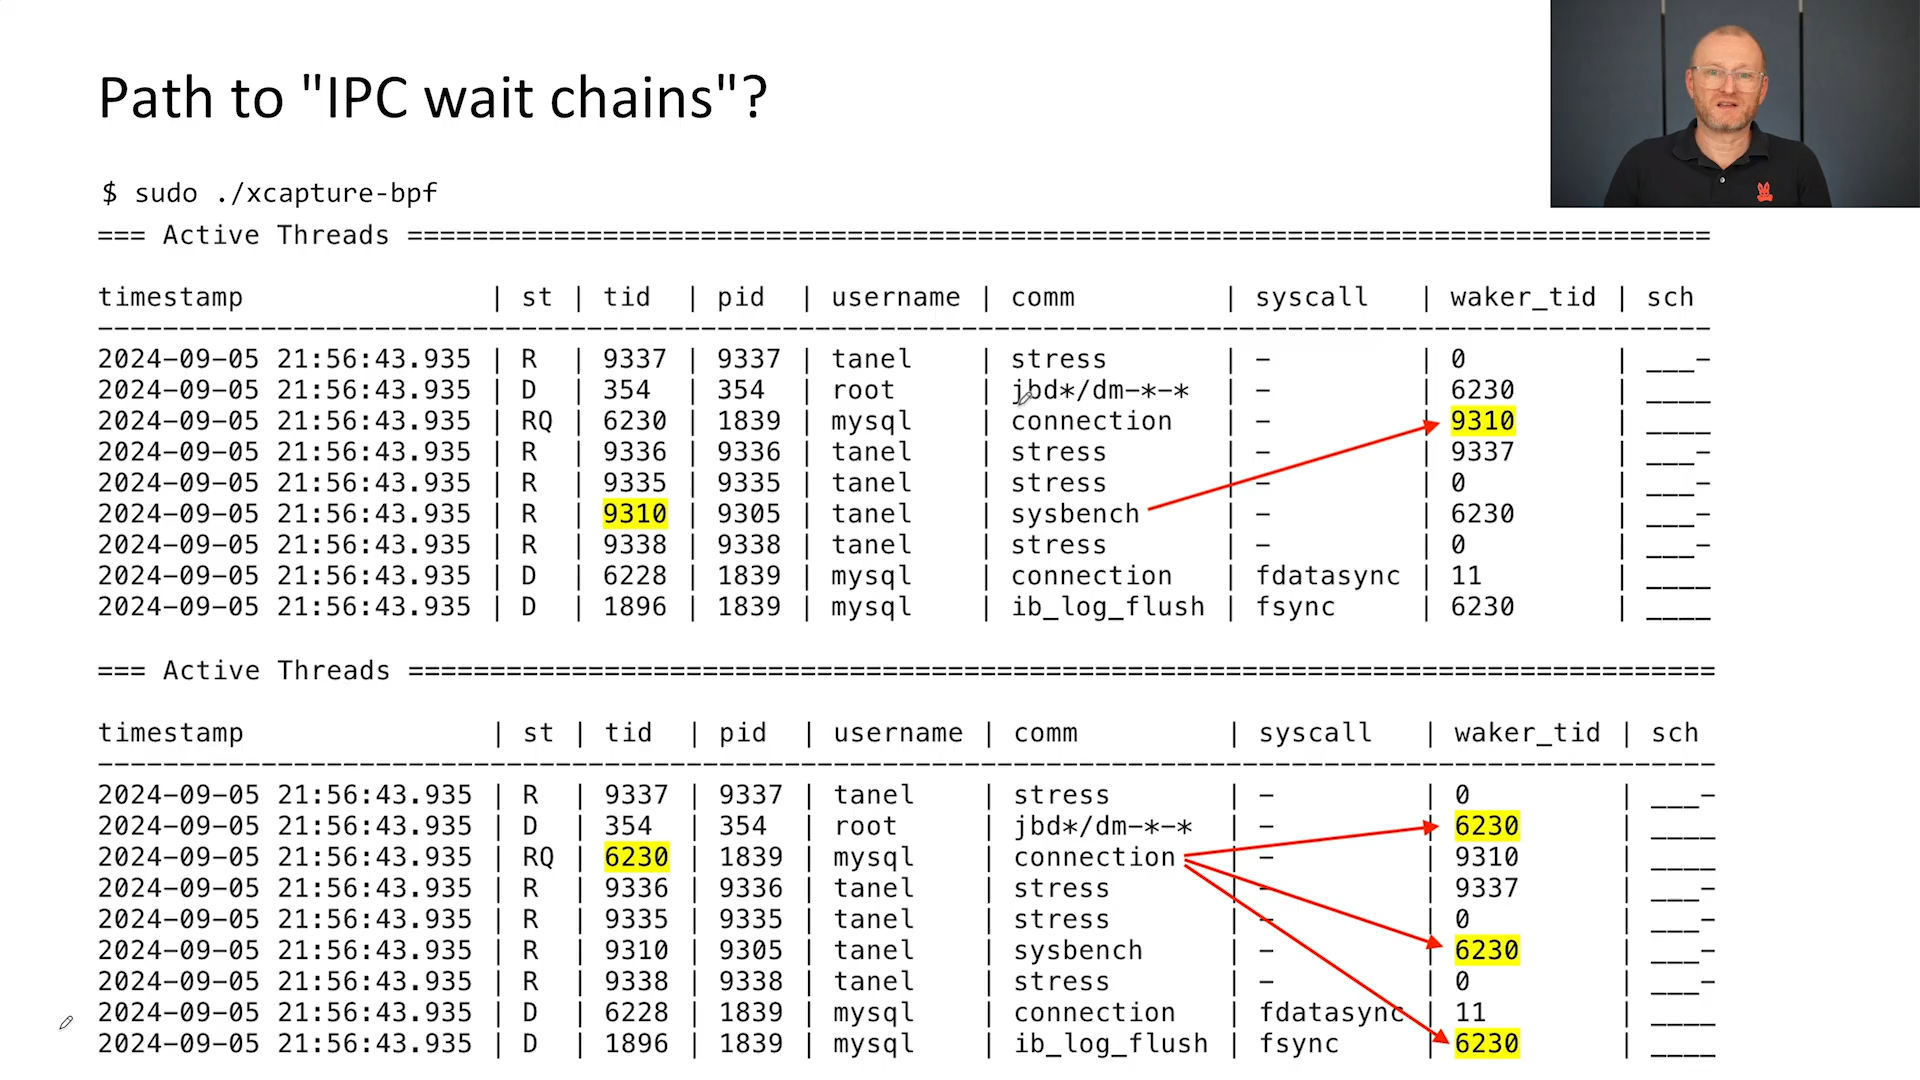 Path to "IPC wait chains"?
$ sudo ./xcapture-bpf
=== Active Threads ================================================================================
timestamp | st | tid | pid | username | comm | syscall | waker_tid | sch
---------------------------------------------------------------------------------------------------
2024-09-05 21:56:43.935 | R | 9337 | 9337 | tanel | stress | - | 0 | ___-
2024-09-05 21:56:43.935 | D | 354 | 354 | root | jbd*/dm-*-* | - | 6230 | ____
2024-09-05 21:56:43.935 | RQ | 6230 | 1839 | mysql | connection | - | 9310 | ____
2024-09-05 21:56:43.935 | R | 9336 | 9336 | tanel | stress | - | 9337 | ___-
2024-09-05 21:56:43.935 | R | 9335 | 9335 | tanel | stress | - | 0 | ___-
2024-09-05 21:56:43.935 | R | 9310 | 9305 | tanel | sysbench | - | 6230 | ___-
2024-09-05 21:56:43.935 | R | 9338 | 9338 | tanel | stress | - | 0 | ___-
2024-09-05 21:56:43.935 | D | 6228 | 1839 | mysql | connection | fdatasync | 11 | ____
2024-09-05 21:56:43.935 | D | 1896 | 1839 | mysql | ib_log_flush | fsync | 6230 | ____
=== Active Threads ================================================================================
timestamp | st | tid | pid | username | comm | syscall | waker_tid | sch
---------------------------------------------------------------------------------------------------
2024-09-05 21:56:43.935 | R | 9337 | 9337 | tanel | stress | - | 0 | ___-
2024-09-05 21:56:43.935 | D | 354 | 354 | root | jbd*/dm-*-* | - | 6230 | ____
2024-09-05 21:56:43.935 | RQ | 6230 | 1839 | mysql | connection | - | 9310 | ____
2024-09-05 21:56:43.935 | R | 9336 | 9336 | tanel | stress | - | 9337 | ___-
2024-09-05 21:56:43.935 | R | 9335 | 9335 | tanel | stress | - | 0 | ___-
2024-09-05 21:56:43.935 | R | 9310 | 9305 | tanel | sysbench | - | 6230 | ___-
2024-09-05 21:56:43.935 | R | 9338 | 9338 | tanel | stress | - | 0 | ___-
2024-09-05 21:56:43.935 | D | 6228 | 1839 | mysql | connection | fdatasync | 11 | ____
2024-09-05 21:56:43.935 | D | 1896 | 1839 | mysql | ib_log_flush | fsync | 6230 | ____